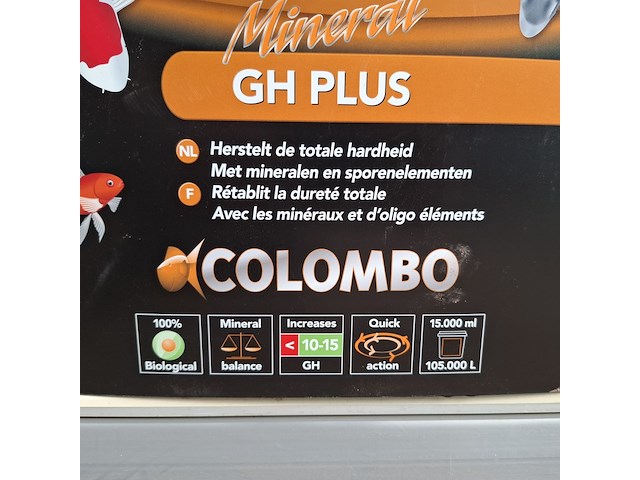 Mineral
GH PLUS
NL Herstelt de totale hardheid
Met mineralen en sporenelementen
F Rétablit la dureté totale
Avec les minéraux et d'oligo éléments
COLOMBO
100%
Biological
Mineral
balance
Increases
< 10-15
GH
Quick
action
15.000 ml
105.000 L